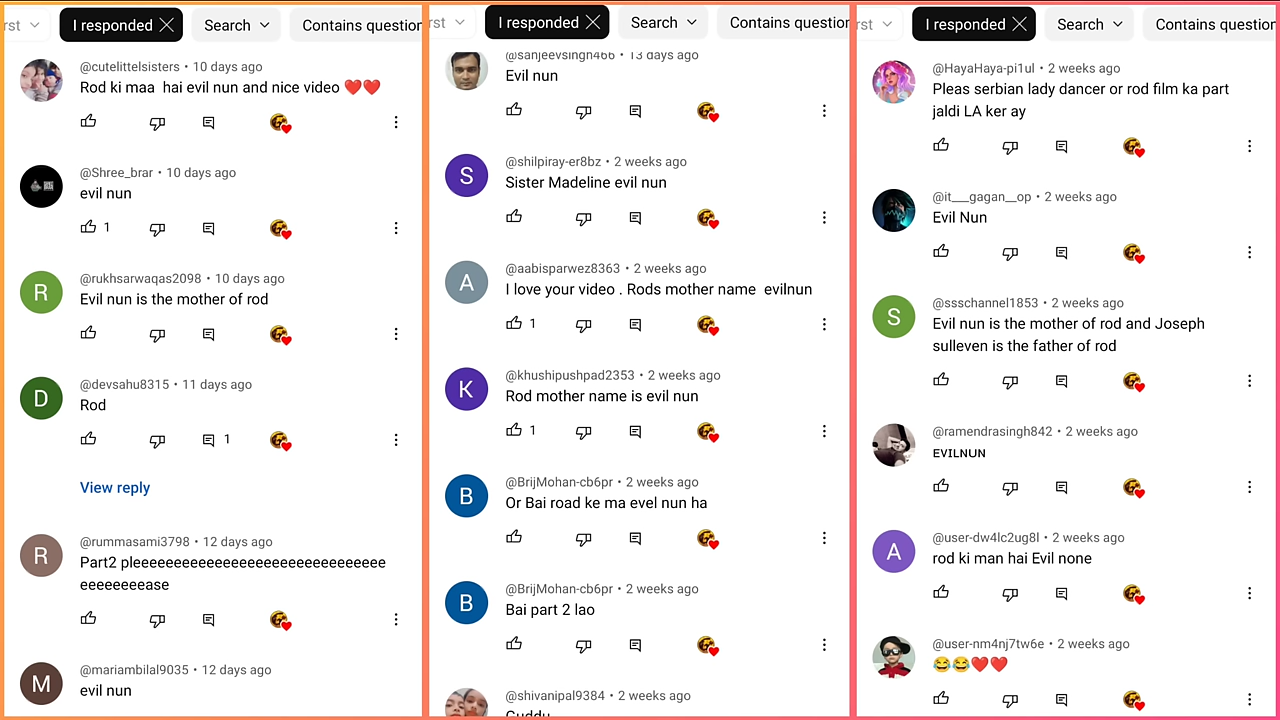 rst
I responded
Search
Contains question
@cutelittelsisters • 10 days ago
Rod ki maa hai evil nun and nice video ❤️❤️
@Shree_brar • 10 days ago
evil nun
1
@rukhsarwaqas2098 • 10 days ago
Evil nun is the mother of rod
@devsahu8315 • 11 days ago
Rod
1
View reply
@rummasami3798 • 12 days ago
Part2 pleeeeeeeeeeeeeeeeeeeeeeeeeeeeeee
eeeeeeeease
@mariambilal9035 • 12 days ago
evil nun
rst
I responded
Search
Contains question
@sanjeevsingh466 • 13 days ago
Evil nun
@shilpiray-er8bz • 2 weeks ago
Sister Madeline evil nun
@aabisparwez8363 • 2 weeks ago
I love your video . Rods mother name evilnun
1
@khushipushpad2353 • 2 weeks ago
Rod mother name is evil nun
1
@BrijMohan-cb6pr • 2 weeks ago
Or Bai road ke ma evel nun ha
@BrijMohan-cb6pr • 2 weeks ago
Bai part 2 lao
@shivanipal9384 • 2 weeks ago
Guddu
rst
I responded
Search
Contains question
@HayaHaya-pi1ul • 2 weeks ago
Pleas serbian lady dancer or rod film ka part
jaldi LA ker ay
@it___gagan__op • 2 weeks ago
Evil Nun
@ssschannel1853 • 2 weeks ago
Evil nun is the mother of rod and Joseph
sulleven is the father of rod
@ramendrasingh842 • 2 weeks ago
ᴇᴠɪʟɴᴜɴ
@user-dw4lc2ug8l • 2 weeks ago
rod ki man hai Evil none
@user-nm4nj7tw6e • 2 weeks ago
😂😂❤️❤️